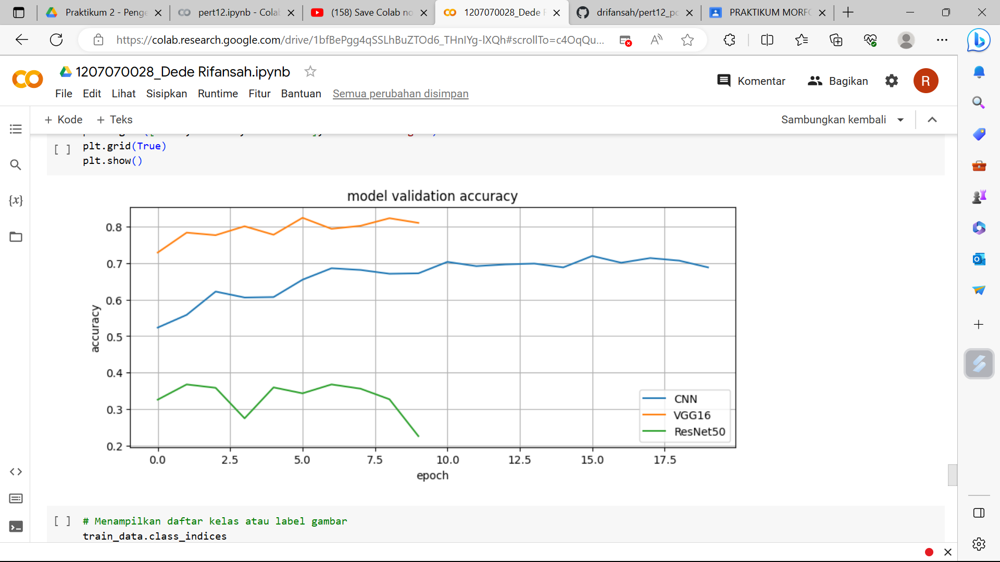 Praktikum 2 - Penge
pert12.ipynb - Colab
(158) Save Colab no
1207070028_Dede R
drifansah/pert12_pc
PRAKTIKUM MORFO
https://colab.research.google.com/drive/1bfBePgg4qSSLhBuZTOd6_THnIYg-lXQh#scrollTo=c4OqQu...
1207070028_Dede Rifansah.ipynb
Komentar
Bagikan
R
File Edit Lihat Sisipkan Runtime Fitur Bantuan Semua perubahan disimpan
+ Kode + Teks
Sambungkan kembali
[ ] plt.grid(True)
plt.show()
{x}
model validation accuracy
accuracy
0.8
0.7
0.6
0.5
0.4
0.3
0.2
CNN
VGG16
ResNet50
0.0 2.5 5.0 7.5 10.0 12.5 15.0 17.5
epoch
[ ] # Menampilkan daftar kelas atau label gambar
train_data.class_indices